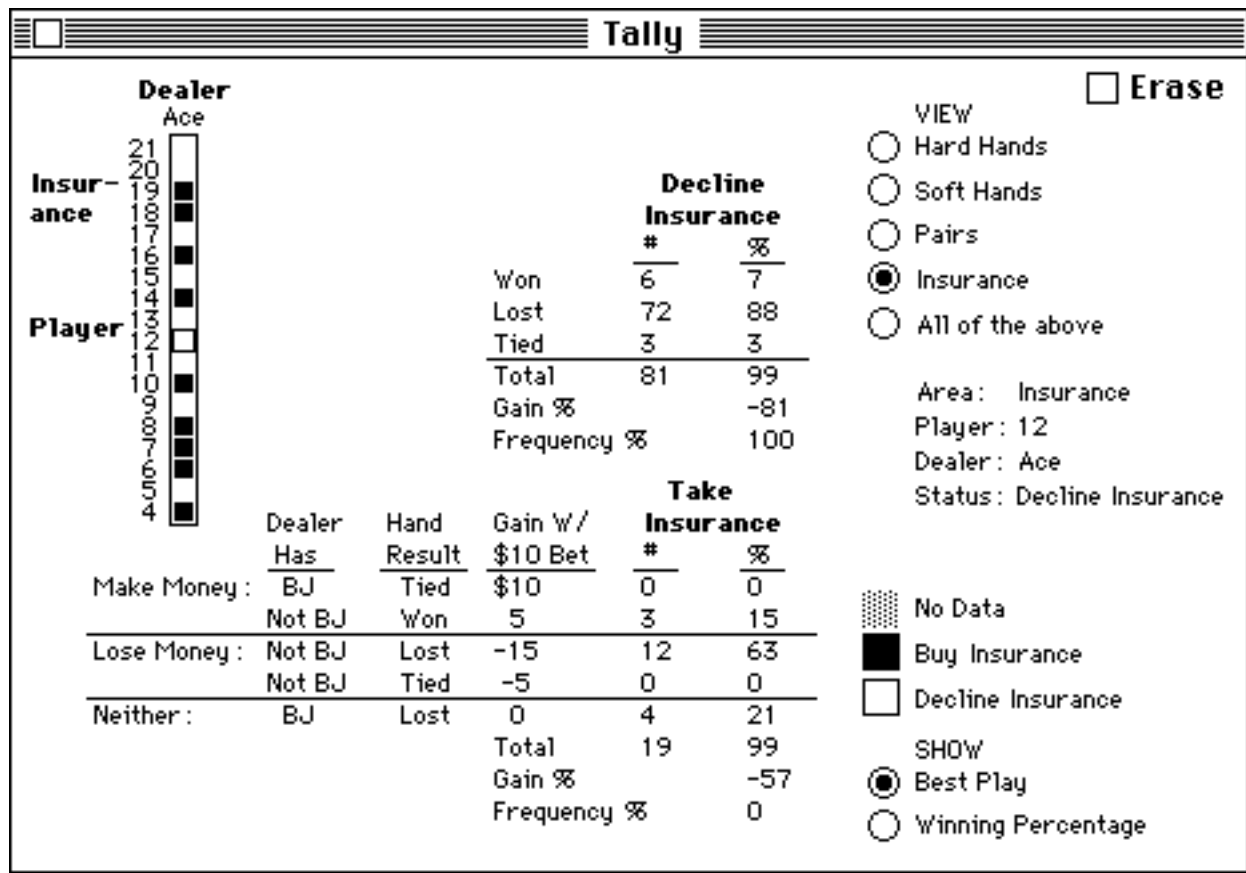 Tally
Dealer
Ace
21
20
19
18
17
16
15
14
13
12
11
10
9
8
7
6
5
4
Insur-
ance
Player
Decline
Insurance
# %
Won 6 7
Lost 72 88
Tied 3 3
Total 81 99
Gain % -81
Frequency % 100
Take
Dealer Hand Gain W/ Insurance
Has Result $10 Bet # %
Make Money : BJ Tied $10 0 0
Not BJ Won 5 3 15
Lose Money : Not BJ Lost -15 12 63
Not BJ Tied -5 0 0
Neither : BJ Lost 0 4 21
Total 19 99
Gain % -57
Frequency % 0
Erase
VIEW
Hard Hands
Soft Hands
Pairs
Insurance
All of the above
Area : Insurance
Player : 12
Dealer : Ace
Status : Decline Insurance
No Data
Buy Insurance
Decline Insurance
SHOW
Best Play
Winning Percentage